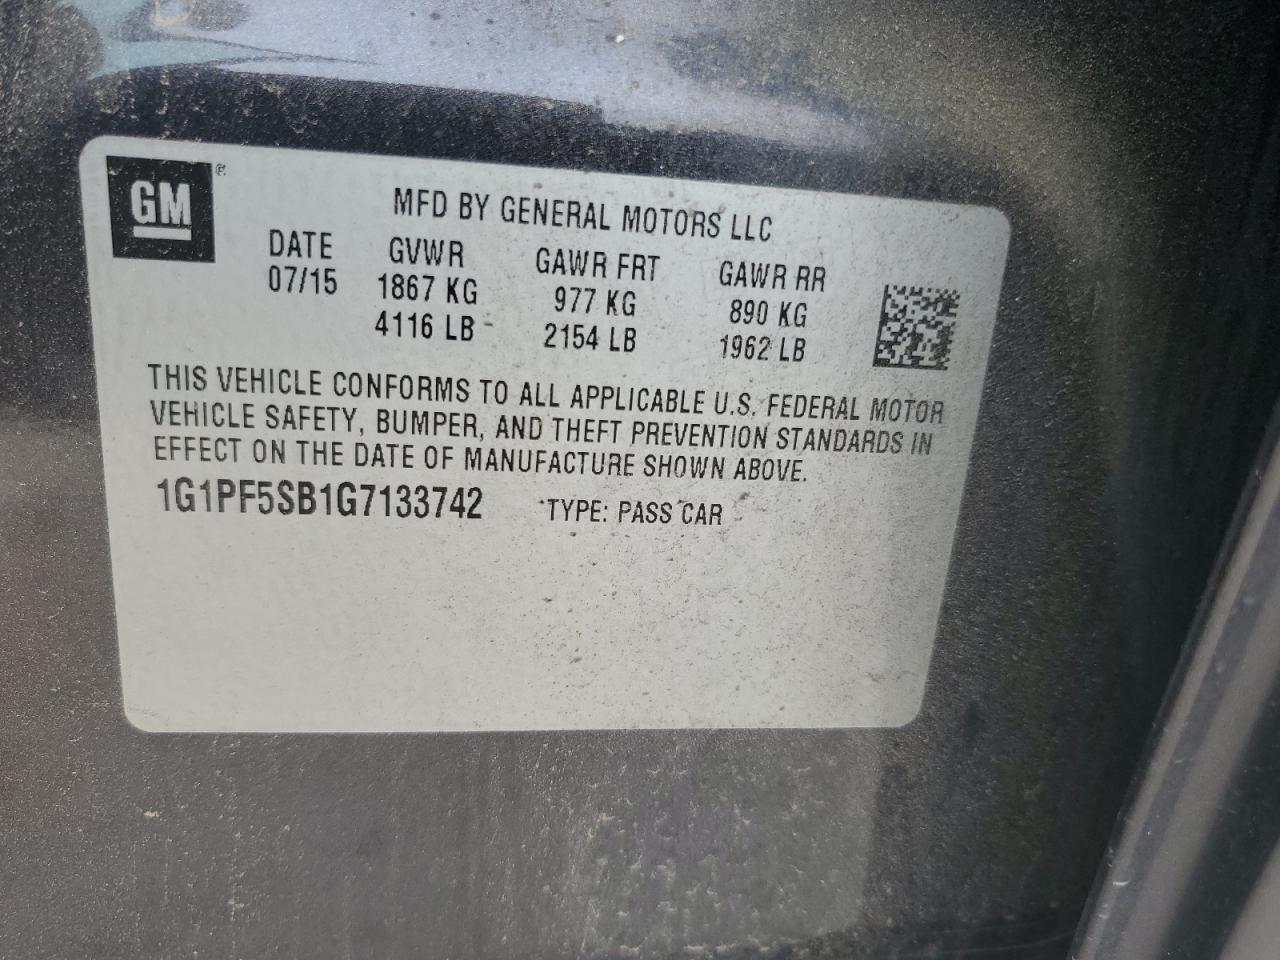 GM
MFD BY GENERAL MOTORS LLC
DATE GVWR GAWR FRT GAWR RR
07/15 1867 KG 977 KG 890 KG
4116 LB 2154 LB 1962 LB
THIS VEHICLE CONFORMS TO ALL APPLICABLE U.S. FEDERAL MOTOR
VEHICLE SAFETY, BUMPER, AND THEFT PREVENTION STANDARDS IN
EFFECT ON THE DATE OF MANUFACTURE SHOWN ABOVE.
1G1PF5SB1G7133742 TYPE: PASS CAR